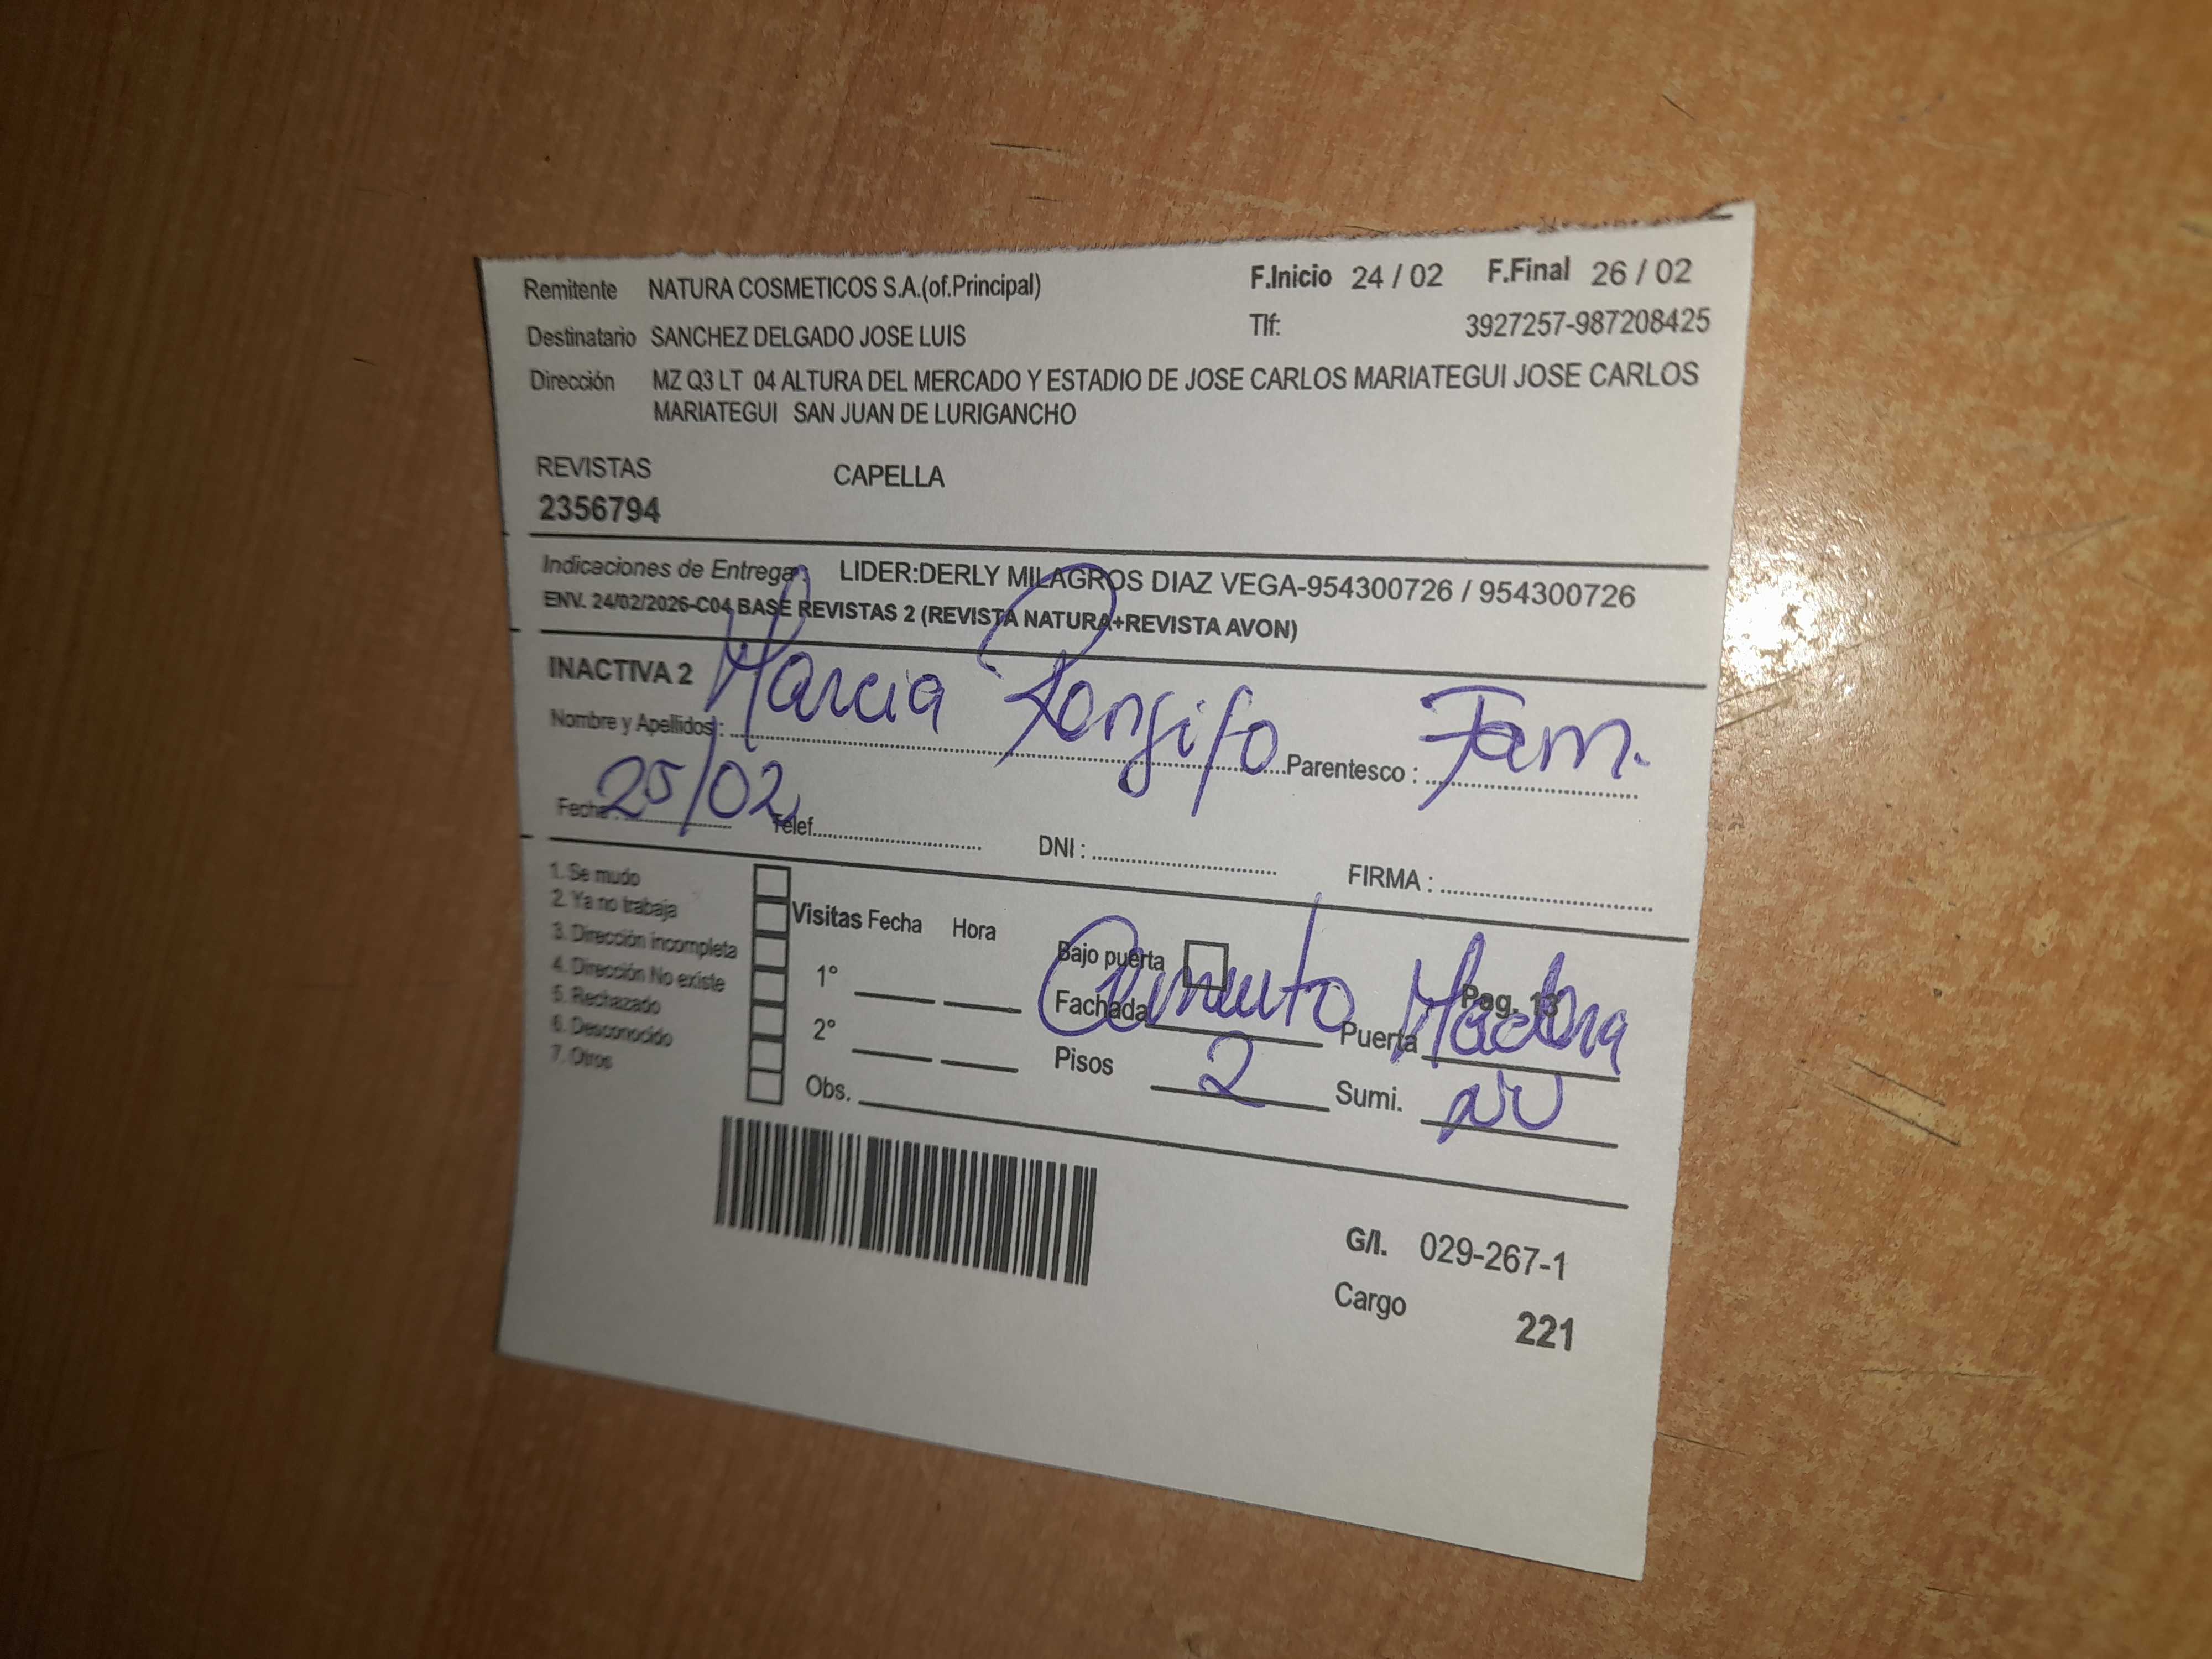 Remitente NATURA COSMETICOS S.A.(of.Principal) F.Inicio 24 / 02 F.Final 26 / 02
Destinatario SANCHEZ DELGADO JOSE LUIS Tlf: 3927257-987208425
Dirección MZ Q3 LT 04 ALTURA DEL MERCADO Y ESTADIO DE JOSE CARLOS MARIATEGUI JOSE CARLOS
MARIATEGUI SAN JUAN DE LURIGANCHO
REVISTAS CAPELLA
2356794
Indicaciones de Entrega : LIDER:DERLY MILAGROS DIAZ VEGA-954300726 / 954300726
ENV. 24/02/2026-C04 BASE REVISTAS 2 (REVISTA NATURA+REVISTA AVON)
INACTIVA 2
Nombre y Apellidos : Marcia Rengifo Parentesco : Fam.
Fecha : 25/02 Telef. DNI : FIRMA :
1. Se mudo
2. Ya no trabaja
3. Dirección incompleta
4. Dirección No existe
5. Rechazado
6. Desconocido
7. Otros
Visitas Fecha Hora
1°
2°
Obs.
Bajo puerta Pag. 13
Fachada Cemento Puerta Madera
Pisos 2 Sumi.
G/I. 029-267-1
Cargo 221